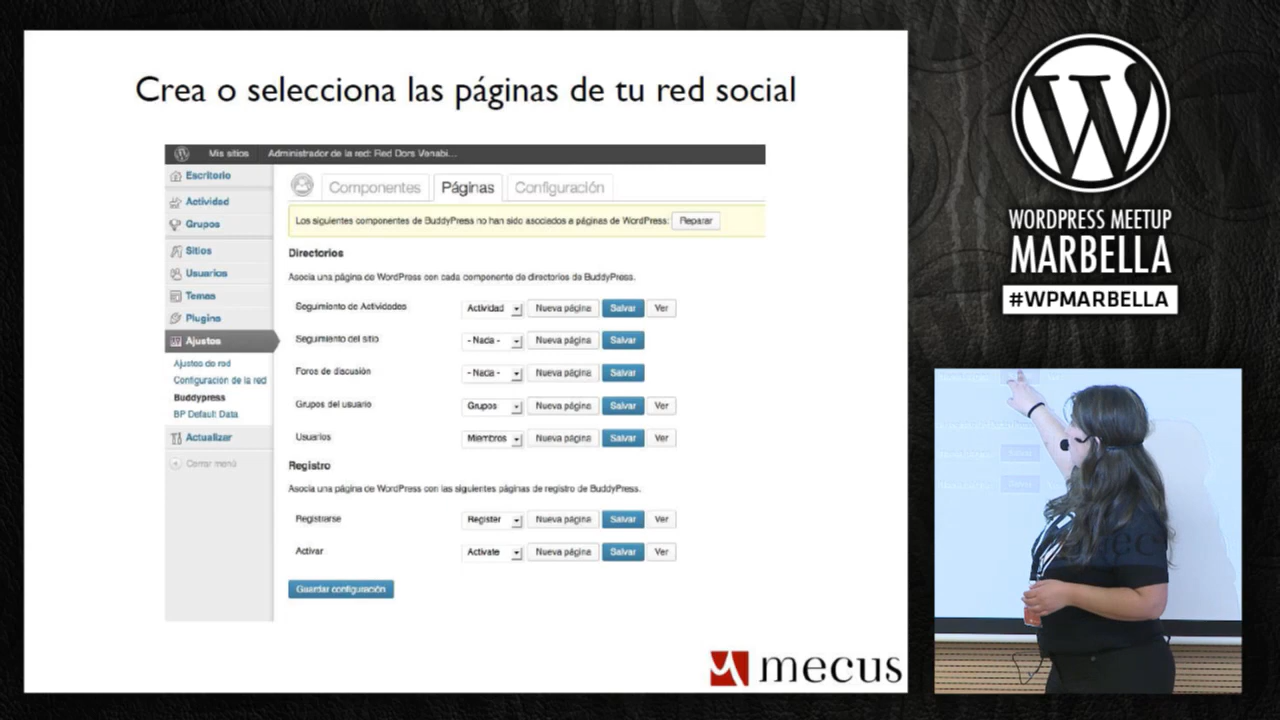 Crea o selecciona las páginas de tu red social
Mis sitios Administrador de la red: Red Dors Venabi...
Escritorio
Actividad
Grupos
Sitios
Usuarios
Temas
Plugins
Ajustes
Ajustes de red
Configuración de la red
Buddypress
BP Default Data
Actualizar
Cerrar menú
Componentes Páginas Configuración
Los siguientes componentes de BuddyPress no han sido asociados a páginas de WordPress: Reparar
Directorios
Asocia una página de WordPress con cada componente de directorios de BuddyPress.
Seguimiento de Actividades Actividad Nueva página Salvar Ver
Seguimiento del sitio - Nada - Nueva página Salvar
Foros de discusión - Nada - Nueva página Salvar
Grupos del usuario Grupos Nueva página Salvar Ver
Usuarios Miembros Nueva página Salvar Ver
Registro
Asocia una página de WordPress con las siguientes páginas de registro de BuddyPress.
Registrarse Register Nueva página Salvar Ver
Activar Activate Nueva página Salvar Ver
Guardar configuración
mecus
WORDPRESS MEETUP
MARBELLA
#WPMARBELLA